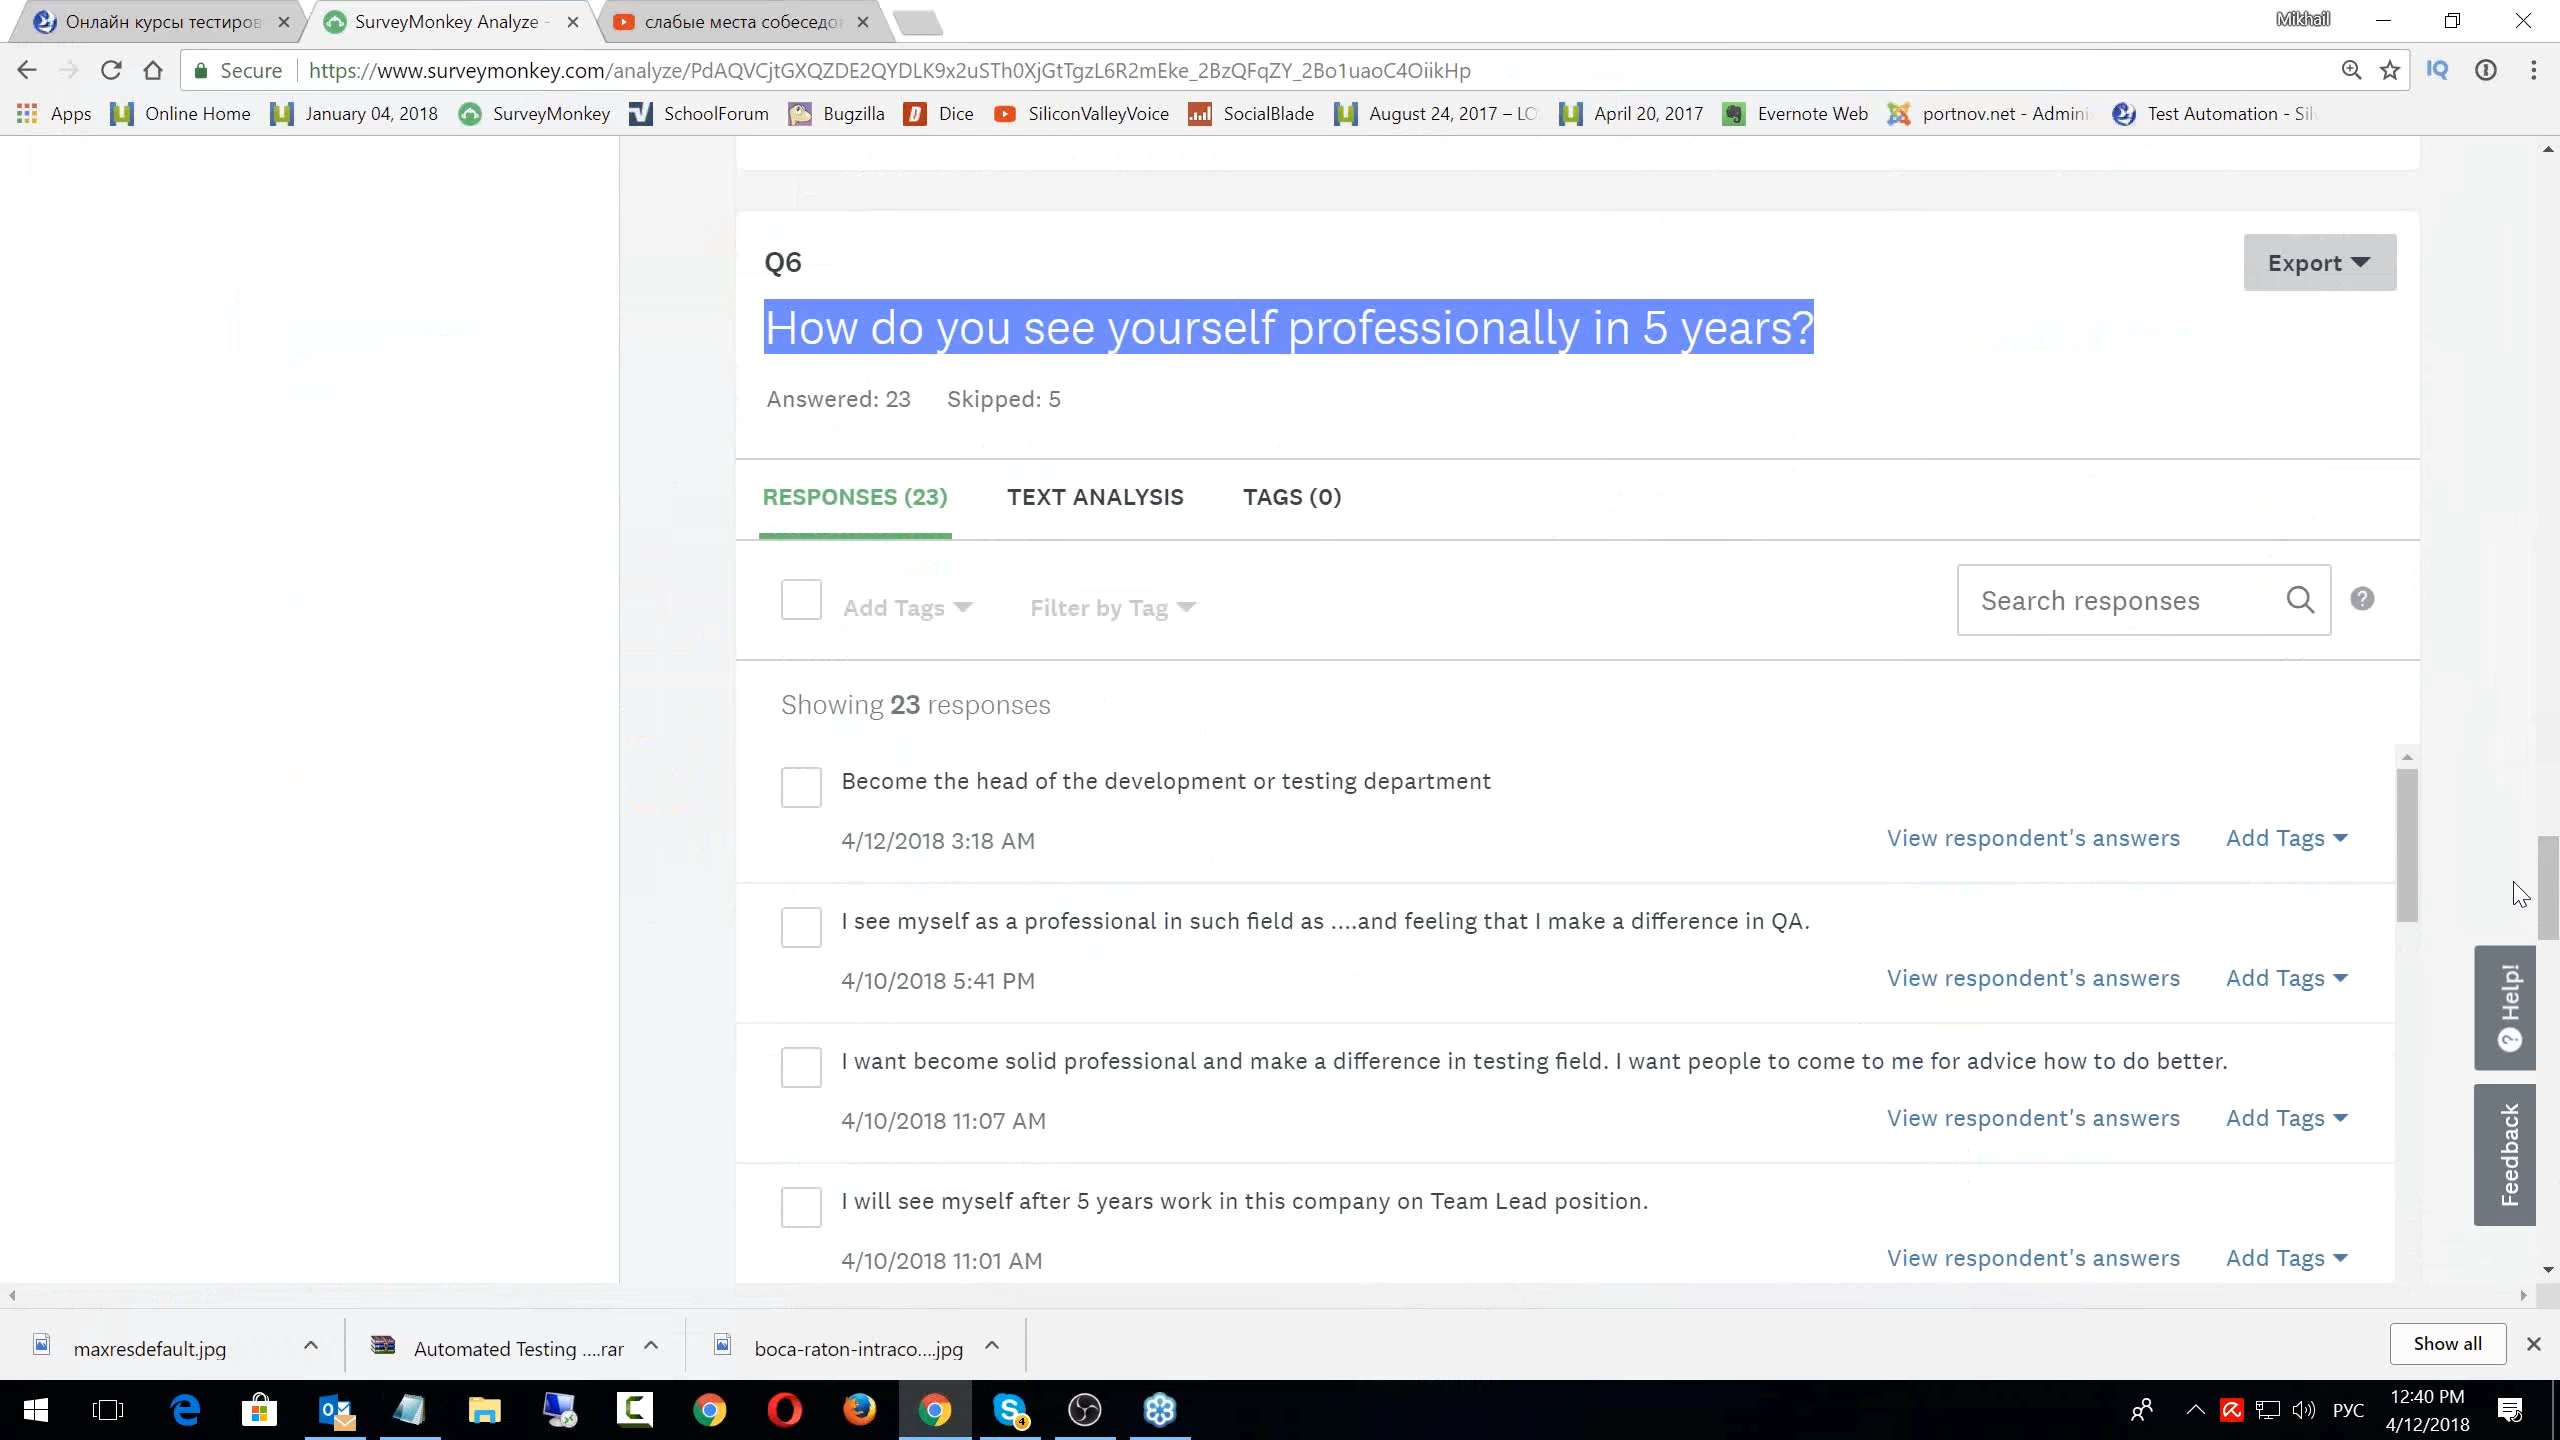 Онлайн курсы тестиров
SurveyMonkey Analyze -
слабые места собеседо
Mikhail
Secure
https://www.surveymonkey.com/analyze/PdAQVCjtGXQZDE2QYDLK9x2uSTh0XjGtTgzL6R2mEke_2BzQFqZY_2Bo1uaoC4OiikHp
Apps
Online Home
January 04, 2018
SurveyMonkey
SchoolForum
Bugzilla
Dice
SiliconValleyVoice
SocialBlade
August 24, 2017 – LO
April 20, 2017
Evernote Web
portnov.net - Admini
Test Automation - Sil
Q6
Export
How do you see yourself professionally in 5 years?
Answered: 23 Skipped: 5
RESPONSES (23) TEXT ANALYSIS TAGS (0)
Add Tags Filter by Tag
Search responses
Showing 23 responses
Become the head of the development or testing department
4/12/2018 3:18 AM
View respondent's answers Add Tags
I see myself as a professional in such field as ....and feeling that I make a difference in QA.
4/10/2018 5:41 PM
View respondent's answers Add Tags
I want become solid professional and make a difference in testing field. I want people to come to me for advice how to do better.
4/10/2018 11:07 AM
View respondent's answers Add Tags
I will see myself after 5 years work in this company on Team Lead position.
4/10/2018 11:01 AM
View respondent's answers Add Tags
Help!
Feedback
maxresdefault.jpg
Automated Testing ....rar
boca-raton-intraco....jpg
Show all
4
РУС
12:40 PM
4/12/2018